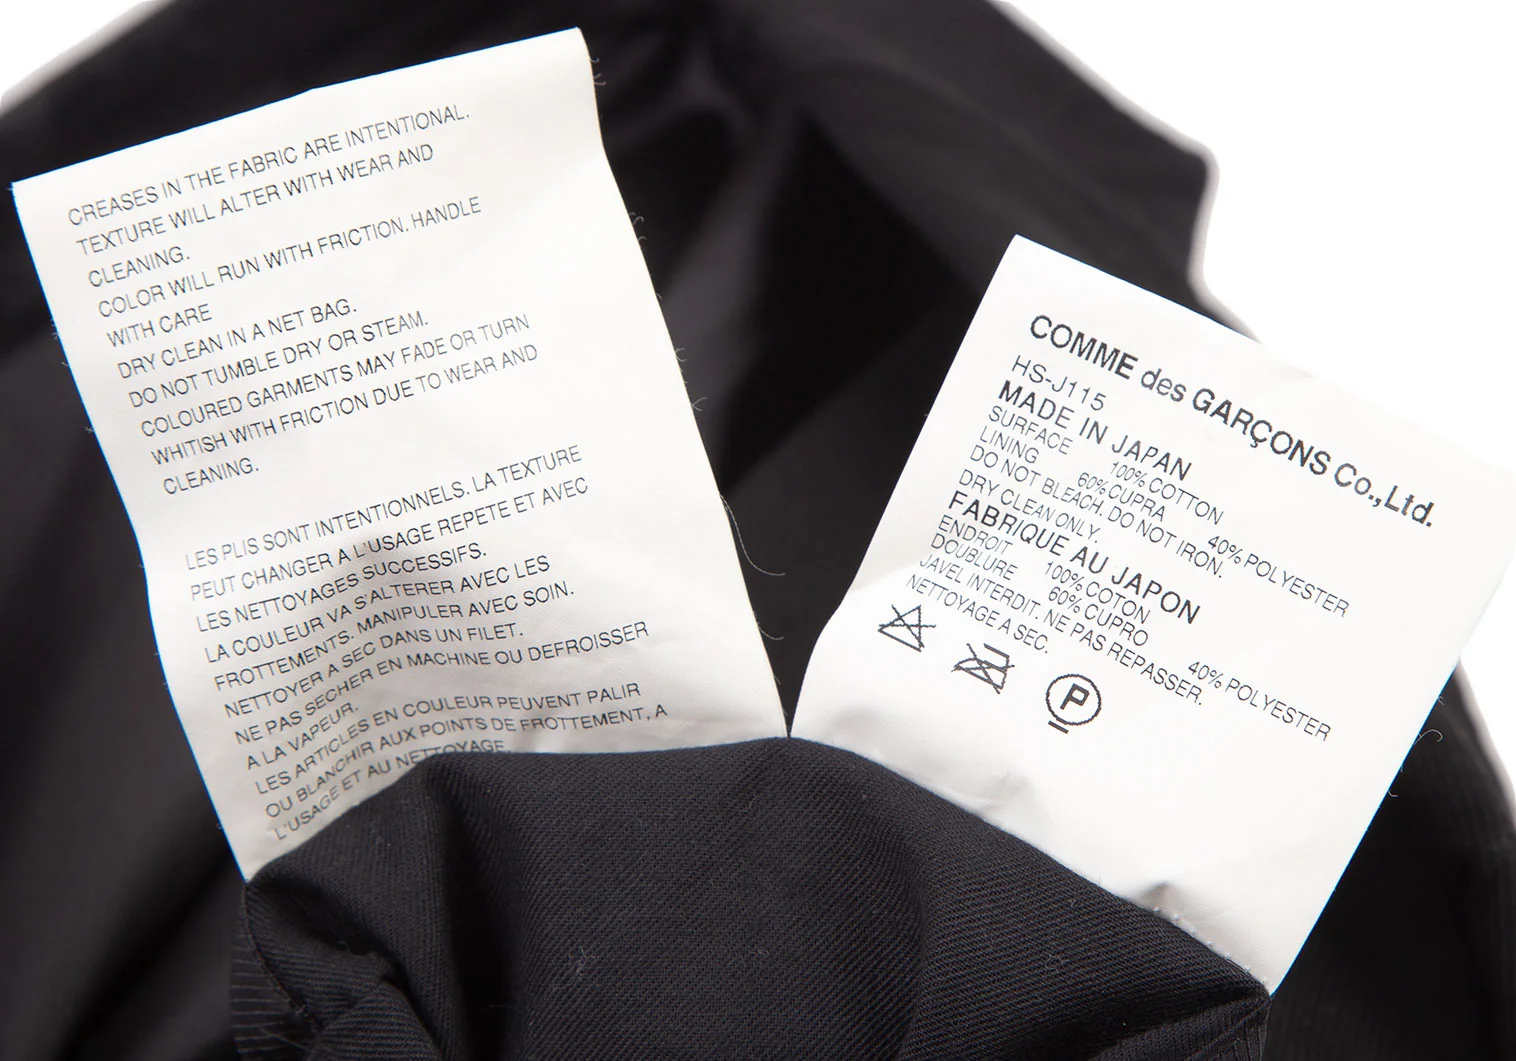 CREASES IN THE FABRIC ARE INTENTIONAL.
TEXTURE WILL ALTER WITH WEAR AND
CLEANING.
COLOR WILL RUN WITH FRICTION. HANDLE
WITH CARE
DRY CLEAN IN A NET BAG.
DO NOT TUMBLE DRY OR STEAM.
COLOURED GARMENTS MAY FADE OR TURN
WHITISH WITH FRICTION DUE TO WEAR AND
CLEANING.
LES PLIS SONT INTENTIONNELS. LA TEXTURE
PEUT CHANGER A L'USAGE REPETE ET AVEC
LES NETTOYAGES SUCCESSIFS.
LA COULEUR VA S'ALTERER AVEC LES
FROTTEMENTS. MANIPULER AVEC SOIN.
NETTOYER A SEC DANS UN FILET.
NE PAS SECHER EN MACHINE OU DEFROISSER
A LA VAPEUR.
LES ARTICLES EN COULEUR PEUVENT PALIR
OU BLANCHIR AUX POINTS DE FROTTEMENT, A
L'USAGE ET AU NETTOYAGE.
COMME des GARÇONS Co.,Ltd.
HS-J115
MADE IN JAPAN
SURFACE 100% COTTON
LINING 60% CUPRA 40% POLYESTER
DO NOT BLEACH. DO NOT IRON.
DRY CLEAN ONLY.
FABRIQUE AU JAPON
ENDROIT 100% COTON
DOUBLURE 60% CUPRO 40% POLYESTER
JAVEL INTERDIT. NE PAS REPASSER.
NETTOYAGE A SEC.
P